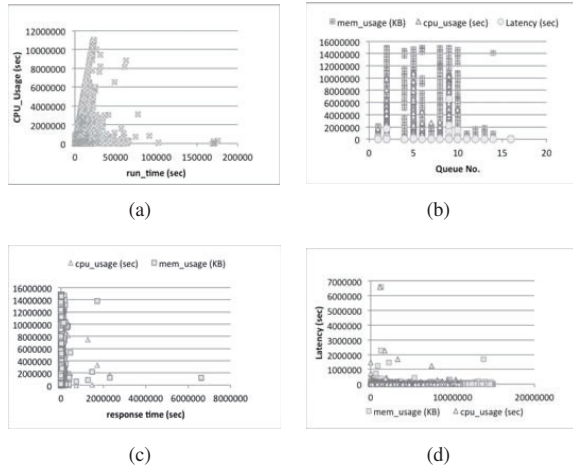 12000000
10000000
8000000
6000000
4000000
2000000
0
CPU_Usage (sec)
0 50000 100000 150000 200000
run_time (sec)
(a)
mem_usage (KB) cpu_usage (sec) Latency (sec)
16000000
14000000
12000000
10000000
8000000
6000000
4000000
2000000
0
0 5 10 15 20
Queue No.
(b)
cpu_usage (sec) mem_usage (KB)
16000000
14000000
12000000
10000000
8000000
6000000
4000000
2000000
0
0 2000000 4000000 6000000 8000000
response time (sec)
(c)
7000000
6000000
5000000
4000000
3000000
2000000
1000000
0
Latency (sec)
0 10000000 20000000
mem_usage (KB) cpu_usage (sec)
(d)